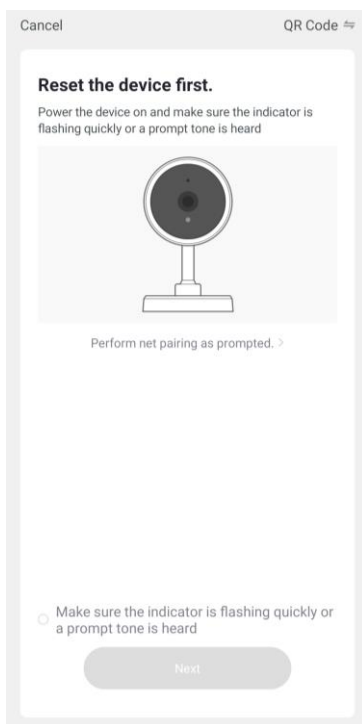 Cancel
QR Code
Reset the device first.
Power the device on and make sure the indicator is
flashing quickly or a prompt tone is heard
Perform net pairing as prompted. >
Make sure the indicator is flashing quickly or
a prompt tone is heard
Next